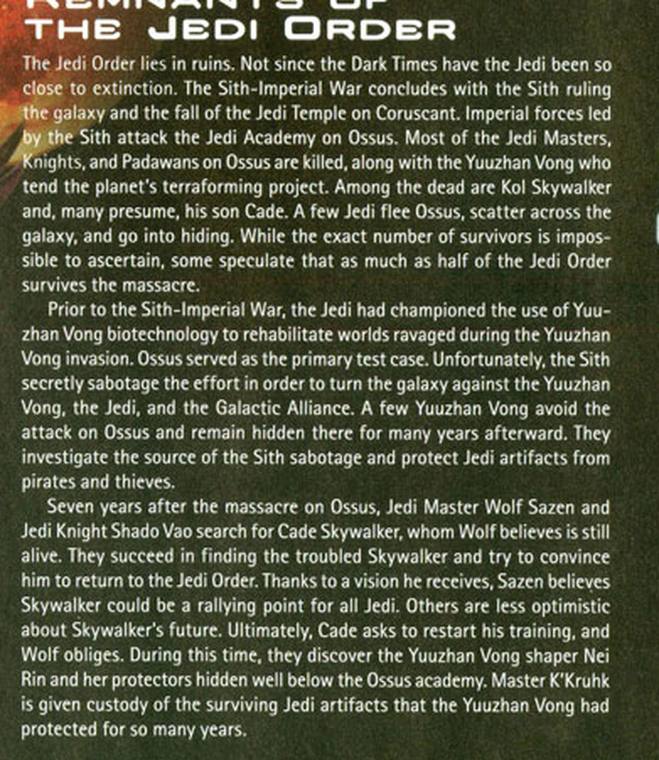 REMNANTS OF
THE JEDI ORDER
The Jedi Order lies in ruins. Not since the Dark Times have the Jedi been so
close to extinction. The Sith-Imperial War concludes with the Sith ruling
the galaxy and the fall of the Jedi Temple on Coruscant. Imperial forces led
by the Sith attack the Jedi Academy on Ossus. Most of the Jedi Masters,
Knights, and Padawans on Ossus are killed, along with the Yuuzhan Vong who
tend the planet's terraforming project. Among the dead are Kol Skywalker
and, many presume, his son Cade. A few Jedi flee Ossus, scatter across the
galaxy, and go into hiding. While the exact number of survivors is impos-
sible to ascertain, some speculate that as much as half of the Jedi Order
survives the massacre.
Prior to the Sith-Imperial War, the Jedi had championed the use of Yuu-
zhan Vong biotechnology to rehabilitate worlds ravaged during the Yuuzhan
Vong invasion. Ossus served as the primary test case. Unfortunately, the Sith
secretly sabotage the effort in order to turn the galaxy against the Yuuzhan
Vong, the Jedi, and the Galactic Alliance. A few Yuuzhan Vong avoid the
attack on Ossus and remain hidden there for many years afterward. They
investigate the source of the Sith sabotage and protect Jedi artifacts from
pirates and thieves.
Seven years after the massacre on Ossus, Jedi Master Wolf Sazen and
Jedi Knight Shado Vao search for Cade Skywalker, whom Wolf believes is still
alive. They succeed in finding the troubled Skywalker and try to convince
him to return to the Jedi Order. Thanks to a vision he receives, Sazen believes
Skywalker could be a rallying point for all Jedi. Others are less optimistic
about Skywalker's future. Ultimately, Cade asks to restart his training, and
Wolf obliges. During this time, they discover the Yuuzhan Vong shaper Nei
Rin and her protectors hidden well below the Ossus academy. Master K'Kruhk
is given custody of the surviving Jedi artifacts that the Yuuzhan Vong had
protected for so many years.